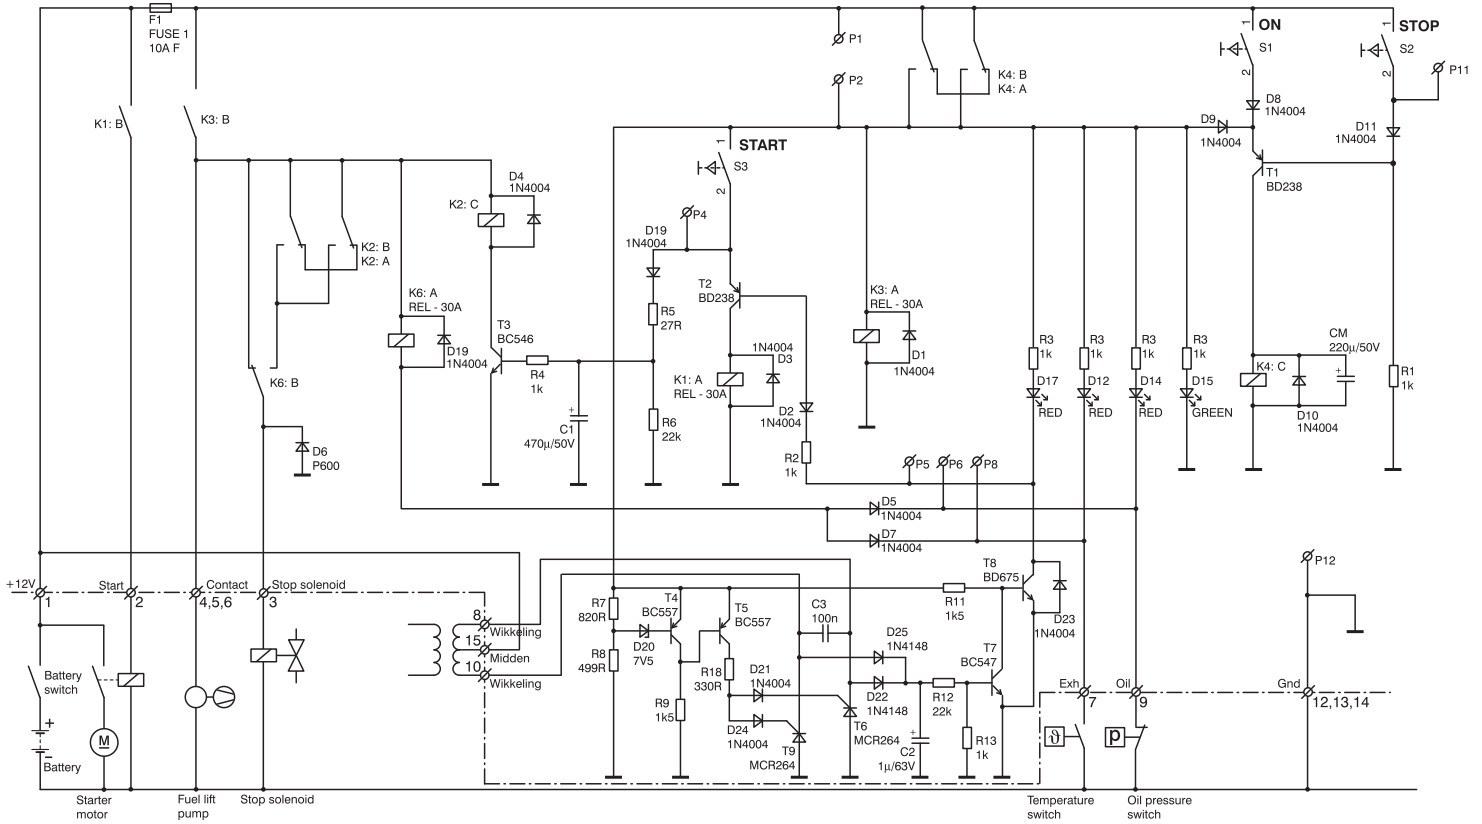 F1
FUSE 1
10A F
K1: B
K3: B
P1
P2
K4: B
K4: A
1
ON
S1
2
D8
1N4004
D9
1N4004
1
STOP
S2
2
P11
D11
1N4004
T1
BD238
D4
1N4004
K2: C
K2: B
K2: A
1
START
S3
2
P4
D19
1N4004
T2
BD238
R5
27R
K6: A
REL - 30A
D19
1N4004
T3
BC546
R4
1k
K3: A
REL - 30A
D1
1N4004
1N4004
D3
K1: A
REL - 30A
D2
1N4004
R3
1k
D17
RED
R3
1k
D12
RED
R3
1k
D14
RED
R3
1k
D15
GREEN
CM
220µ/50V
K4: C
D10
1N4004
R1
1k
K6: B
D6
P600
+
C1
470µ/50V
R6
22k
R2
1k
P5
P6
P8
D5
1N4004
D7
1N4004
P12
+12V
1
Start
2
Contact
4,5,6
Stop solenoid
3
8
Wikkeling
15
Midden
10
Wikkeling
R7
820R
R8
499R
D20
7V5
T4
BC557
T5
BC557
R9
1k5
R18
330R
D21
1N4004
D24
1N4004
T9
MCR264
C3
100n
D25
1N4148
D22
1N4148
T6
MCR264
R11
1k5
T8
BD675
D23
1N4004
T7
BC547
R12
22k
+
C2
1µ/63V
R13
1k
Exh
7
Oil
9
Gnd
12,13,14
ϑ
p
Battery
switch
+
-
Battery
M
Starter
motor
Fuel lift
pump
Stop solenoid
Temperature
switch
Oil pressure
switch
+